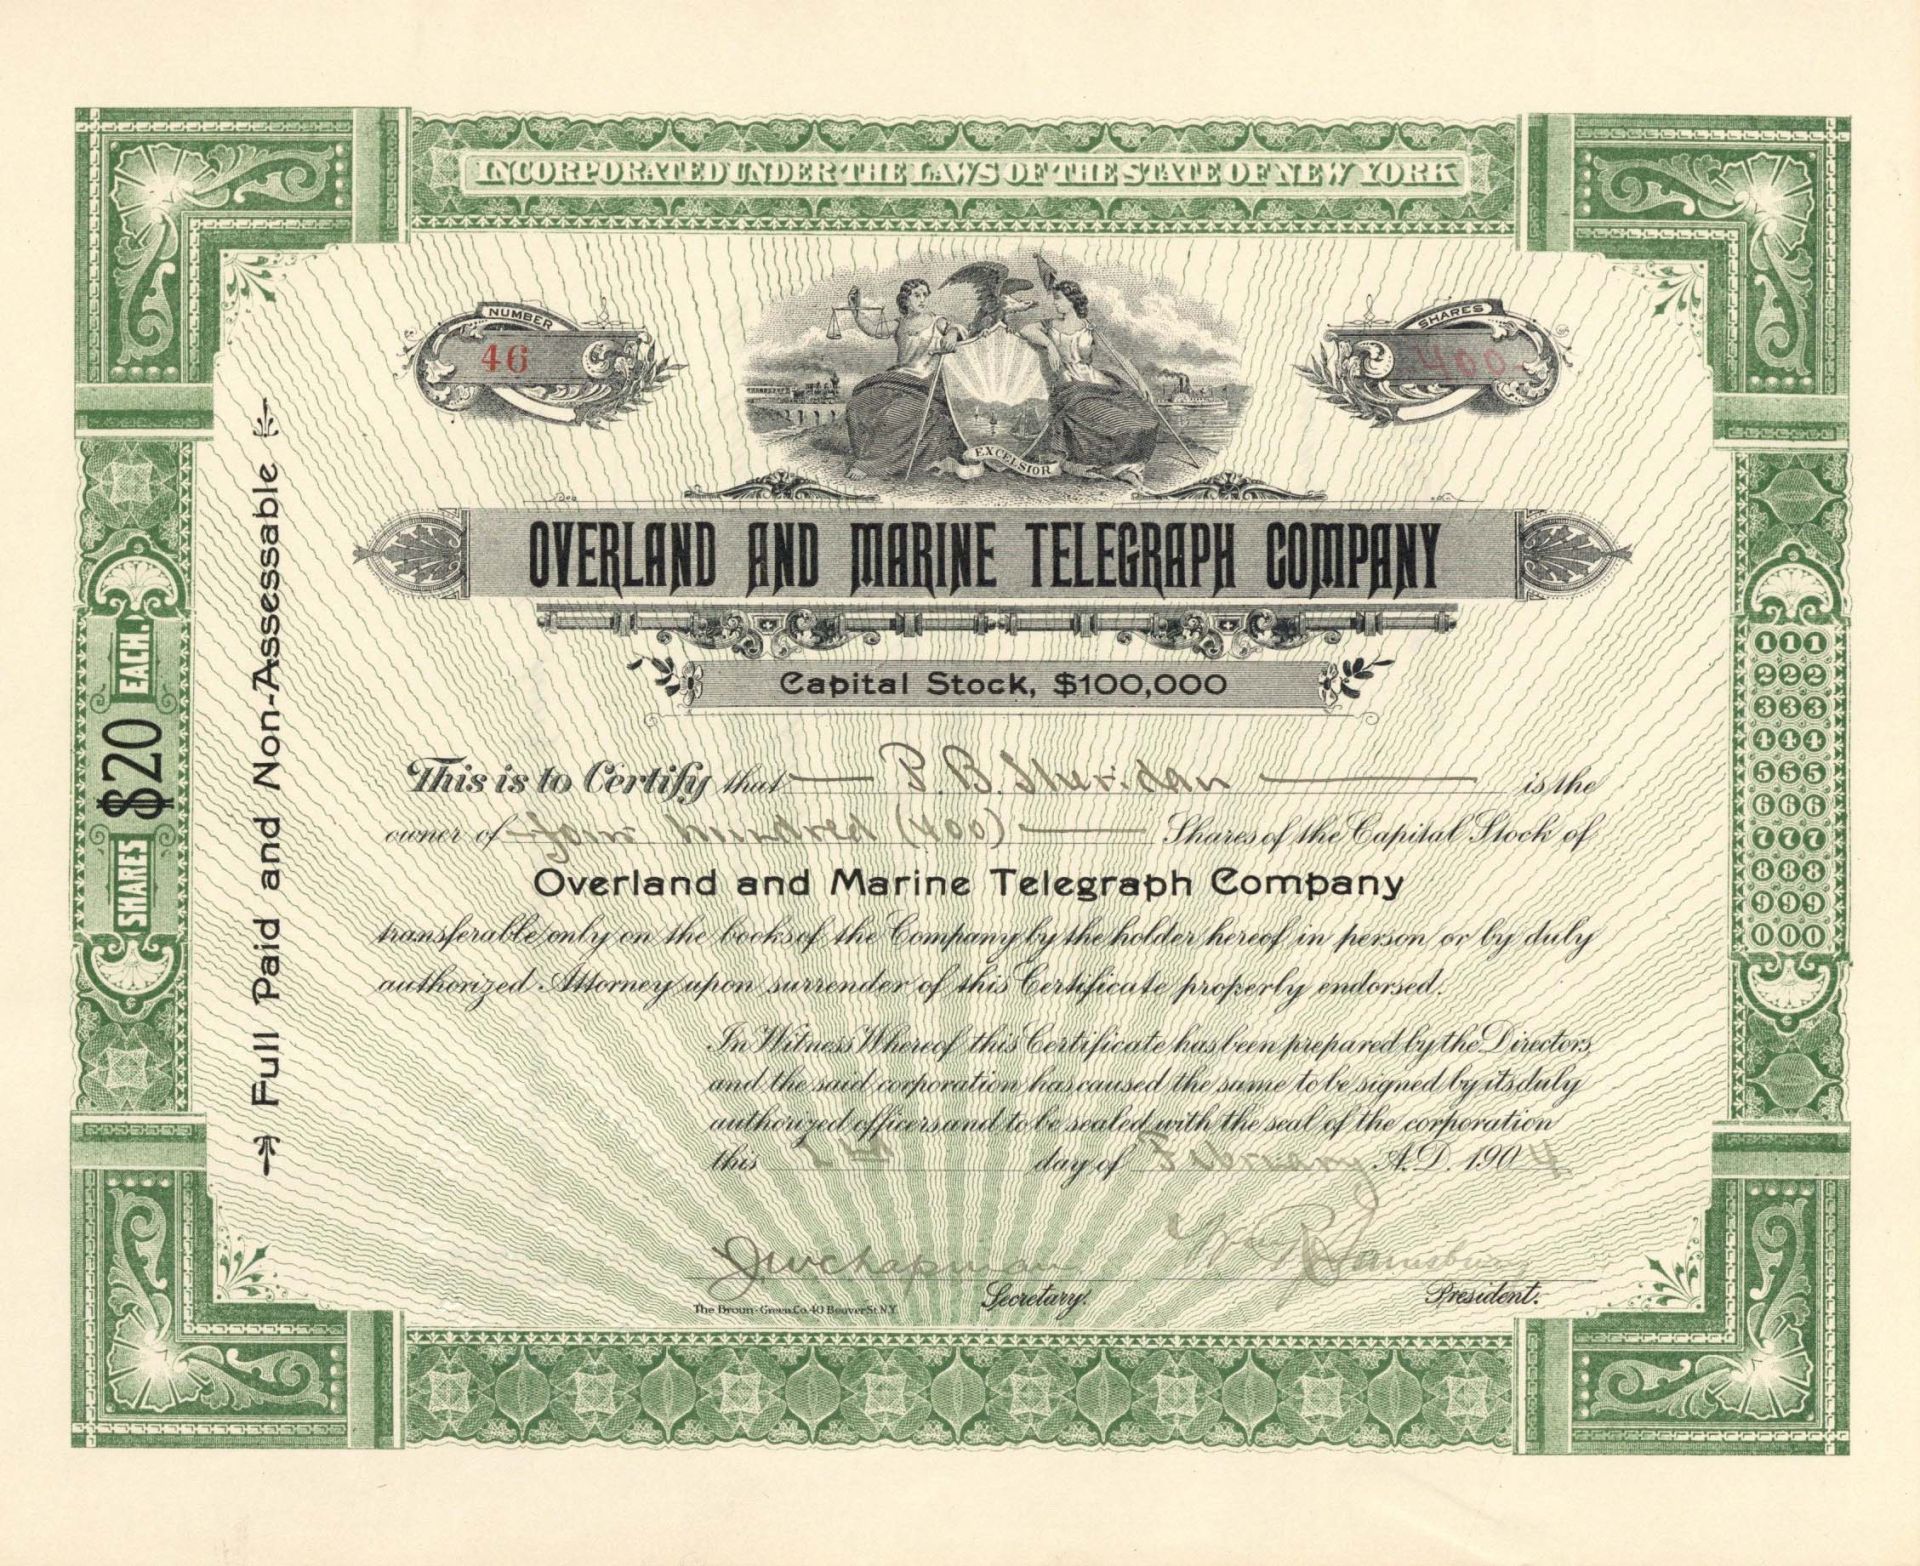 INCORPORATED UNDER THE LAWS OF THE STATE OF NEW YORK
NUMBER
46
SHARES
400
EXCELSIOR
OVERLAND AND MARINE TELEGRAPH COMPANY
Capital Stock, $100,000
This is to Certify that P. B. Sheridan is the
owner of four hundred (400) Shares of the Capital Stock of
Overland and Marine Telegraph Company
transferable only on the books of the Company by the holder hereof in person or by duly
authorized Attorney upon surrender of this Certificate properly endorsed.
In Witness Whereof this Certificate has been prepared by the Directors
and the said corporation has caused the same to be signed by its duly
authorized officers and to be sealed with the seal of the corporation
this day of February A.D. 1904
J W Chapman
Secretary.
President.
The Broun-Green Co. 40 Beaver St. N.Y.
Full Paid and Non-Assessable
SHARES $20 EACH.
111
222
333
444
555
666
777
888
999
000